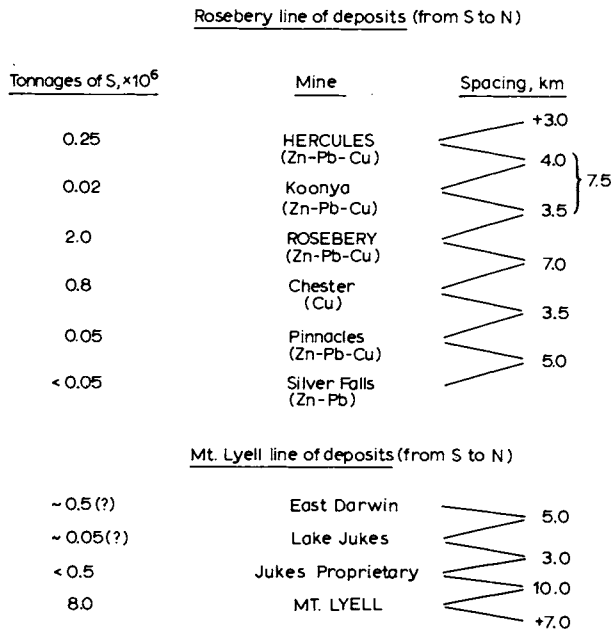 Rosebery line of deposits (from S to N)
Tonnages of S, ×10⁶ Mine Spacing, km
+3.0
0.25 HERCULES
(Zn-Pb-Cu) 4.0
7.5
0.02 Koonya
(Zn-Pb-Cu) 3.5
2.0 ROSEBERY
(Zn-Pb-Cu) 7.0
0.8 Chester
(Cu) 3.5
0.05 Pinnacles
(Zn-Pb-Cu) 5.0
< 0.05 Silver Falls
(Zn-Pb)
Mt. Lyell line of deposits (from S to N)
~0.5(?) East Darwin
5.0
~0.05(?) Lake Jukes
3.0
<0.5 Jukes Proprietary
10.0
8.0 MT. LYELL
+7.0